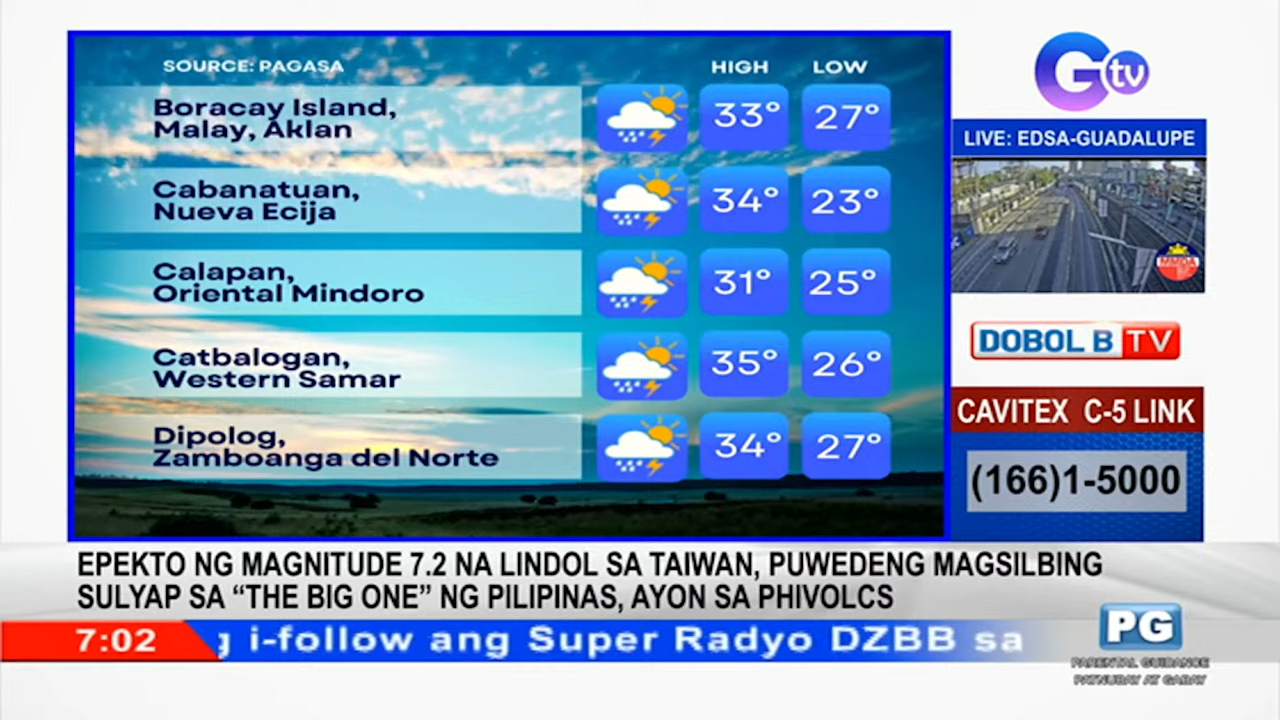 SOURCE: PAGASA
HIGH LOW
Boracay Island,
Malay, Aklan
33° 27°
Cabanatuan,
Nueva Ecija
34° 23°
Calapan,
Oriental Mindoro
31° 25°
Catbalogan,
Western Samar
35° 26°
Dipolog,
Zamboanga del Norte
34° 27°
Gtv
LIVE: EDSA-GUADALUPE
MMDA
DOBOL B TV
CAVITEX C-5 LINK
(166)1-5000
EPEKTO NG MAGNITUDE 7.2 NA LINDOL SA TAIWAN, PUWEDENG MAGSILBING
SULYAP SA “THE BIG ONE” NG PILIPINAS, AYON SA PHIVOLCS
7:02 g i-follow ang Super Radyo DZBB sa
PG
PARENTAL GUIDANCE
PATNUBAY AT GABAY